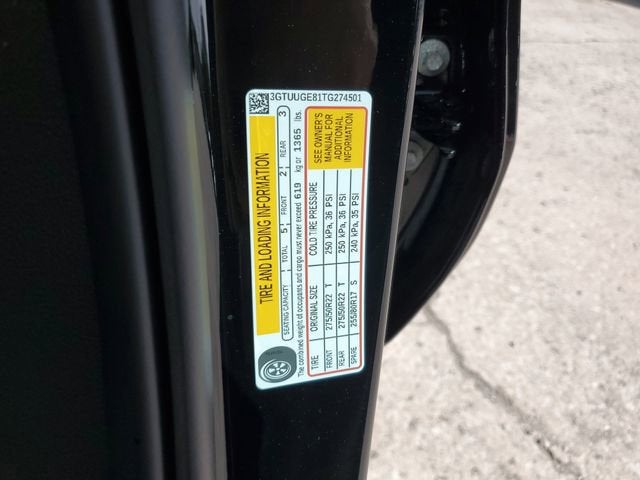 3GTUUGE81TG274501
TIRE AND LOADING INFORMATION
SEATING CAPACITY TOTAL 5 FRONT 2 REAR 3
The combined weight of occupants and cargo must never exceed 619 kg or 1365 lbs.
TIRE ORIGINAL SIZE COLD TIRE PRESSURE
FRONT 275/50R22 T 250 kPa, 36 PSI
REAR 275/50R22 T 250 kPa, 36 PSI
SPARE 255/80R17 S 240 kPa, 35 PSI
SEE OWNER'S
MANUAL FOR
ADDITIONAL
INFORMATION